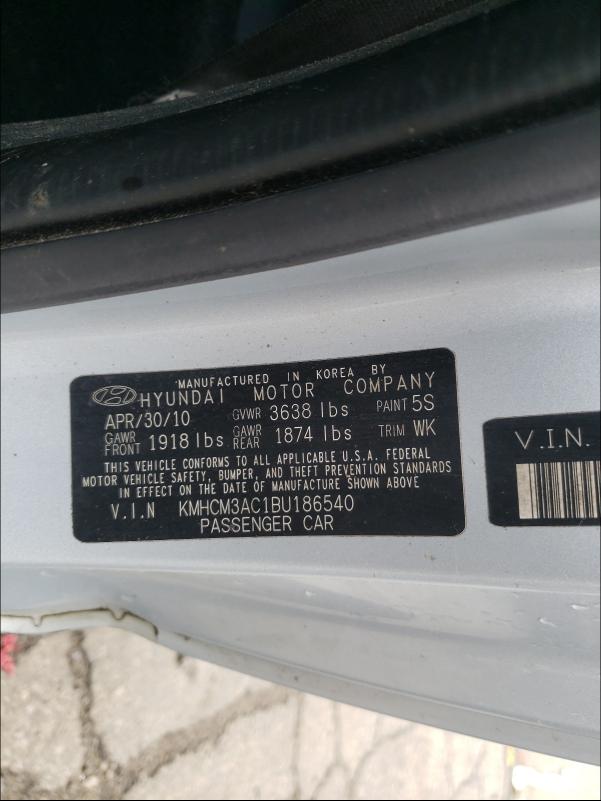 MANUFACTURED IN KOREA BY
HYUNDAI MOTOR COMPANY
APR/30/10 GVWR 3638 lbs PAINT 5S
GAWR FRONT 1918 lbs GAWR REAR 1874 lbs TRIM WK
THIS VEHICLE CONFORMS TO ALL APPLICABLE U.S.A. FEDERAL
MOTOR VEHICLE SAFETY, BUMPER, AND THEFT PREVENTION STANDARDS
IN EFFECT ON THE DATE OF MANUFACTURE SHOWN ABOVE
V.I.N KMHCM3AC1BU186540
PASSENGER CAR
V.I.N.